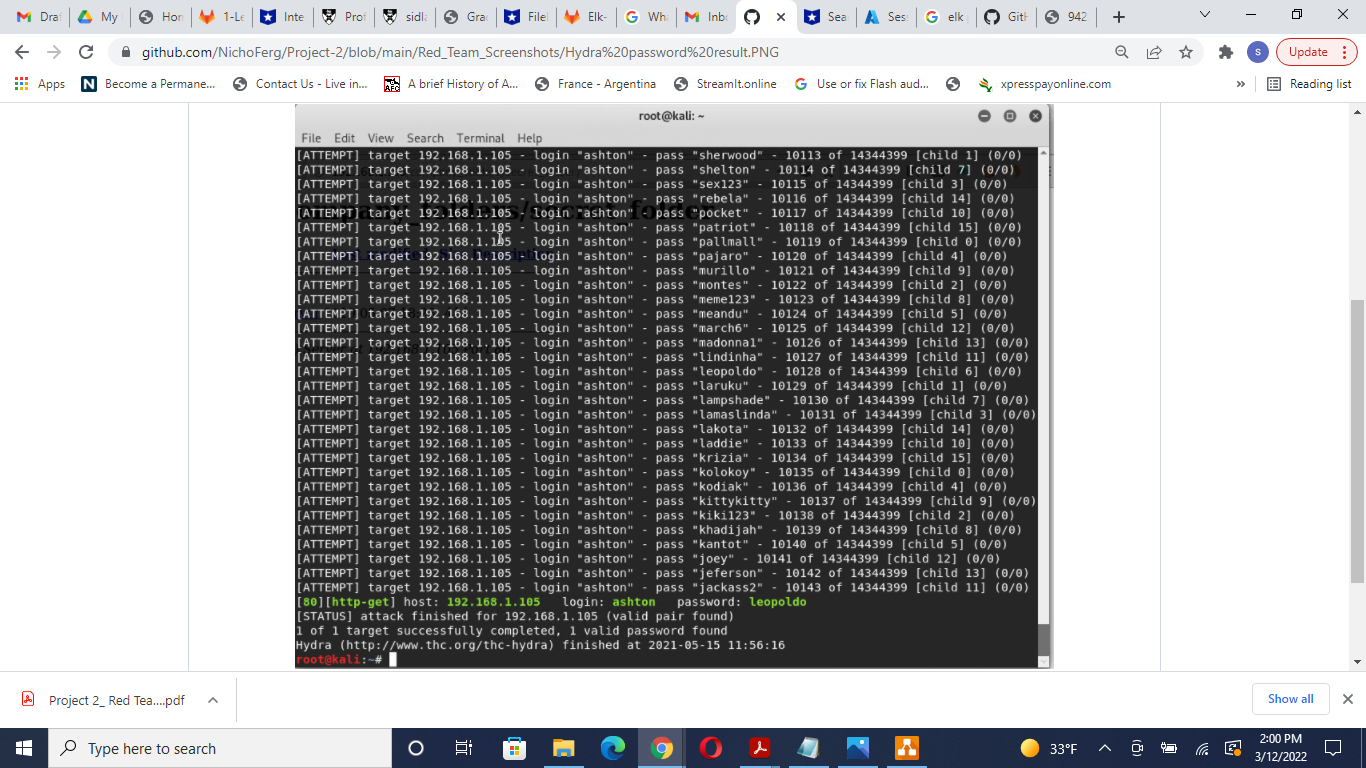 Draf
My
Hor
1-Le
Inte
Prof
sidla
Grac
File
Elk-
Wha
Inbo
Sea
Sess
elk
GitH
942
github.com/NichoFerg/Project-2/blob/main/Red_Team_Screenshots/Hydra%20password%20result.PNG
S
Update
Apps
Become a Permane...
Contact Us - Live in...
A brief History of A...
France - Argentina
StreamIt.online
Use or fix Flash aud...
xpresspayonline.com
»
Reading list
root@kali: ~
File Edit View Search Terminal Help
[ATTEMPT] target 192.168.1.105 - login "ashton" - pass "sherwood" - 10113 of 14344399 [child 1] (0/0)
[ATTEMPT] target 192.168.1.105 - login "ashton" - pass "shelton" - 10114 of 14344399 [child 7] (0/0)
[ATTEMPT] target 192.168.1.105 - login "ashton" - pass "sex123" - 10115 of 14344399 [child 3] (0/0)
[ATTEMPT] target 192.168.1.105 - login "ashton" - pass "rebela" - 10116 of 14344399 [child 14] (0/0)
[ATTEMPT] target 192.168.1.105 - login "ashton" - pass "pocket" - 10117 of 14344399 [child 10] (0/0)
[ATTEMPT] target 192.168.1.105 - login "ashton" - pass "patriot" - 10118 of 14344399 [child 15] (0/0)
[ATTEMPT] target 192.168.1.105 - login "ashton" - pass "pallmall" - 10119 of 14344399 [child 0] (0/0)
[ATTEMPT] target 192.168.1.105 - login "ashton" - pass "pajaro" - 10120 of 14344399 [child 4] (0/0)
[ATTEMPT] target 192.168.1.105 - login "ashton" - pass "murillo" - 10121 of 14344399 [child 9] (0/0)
[ATTEMPT] target 192.168.1.105 - login "ashton" - pass "montes" - 10122 of 14344399 [child 2] (0/0)
[ATTEMPT] target 192.168.1.105 - login "ashton" - pass "meme123" - 10123 of 14344399 [child 8] (0/0)
[ATTEMPT] target 192.168.1.105 - login "ashton" - pass "meandu" - 10124 of 14344399 [child 5] (0/0)
[ATTEMPT] target 192.168.1.105 - login "ashton" - pass "march6" - 10125 of 14344399 [child 12] (0/0)
[ATTEMPT] target 192.168.1.105 - login "ashton" - pass "madonna1" - 10126 of 14344399 [child 13] (0/0)
[ATTEMPT] target 192.168.1.105 - login "ashton" - pass "lindinha" - 10127 of 14344399 [child 11] (0/0)
[ATTEMPT] target 192.168.1.105 - login "ashton" - pass "leopoldo" - 10128 of 14344399 [child 6] (0/0)
[ATTEMPT] target 192.168.1.105 - login "ashton" - pass "laruku" - 10129 of 14344399 [child 1] (0/0)
[ATTEMPT] target 192.168.1.105 - login "ashton" - pass "lampshade" - 10130 of 14344399 [child 7] (0/0)
[ATTEMPT] target 192.168.1.105 - login "ashton" - pass "lamaslinda" - 10131 of 14344399 [child 3] (0/0)
[ATTEMPT] target 192.168.1.105 - login "ashton" - pass "lakota" - 10132 of 14344399 [child 14] (0/0)
[ATTEMPT] target 192.168.1.105 - login "ashton" - pass "laddie" - 10133 of 14344399 [child 10] (0/0)
[ATTEMPT] target 192.168.1.105 - login "ashton" - pass "krizia" - 10134 of 14344399 [child 15] (0/0)
[ATTEMPT] target 192.168.1.105 - login "ashton" - pass "kolokoy" - 10135 of 14344399 [child 0] (0/0)
[ATTEMPT] target 192.168.1.105 - login "ashton" - pass "kodiak" - 10136 of 14344399 [child 4] (0/0)
[ATTEMPT] target 192.168.1.105 - login "ashton" - pass "kittykitty" - 10137 of 14344399 [child 9] (0/0)
[ATTEMPT] target 192.168.1.105 - login "ashton" - pass "kiki123" - 10138 of 14344399 [child 2] (0/0)
[ATTEMPT] target 192.168.1.105 - login "ashton" - pass "khadijah" - 10139 of 14344399 [child 8] (0/0)
[ATTEMPT] target 192.168.1.105 - login "ashton" - pass "kantot" - 10140 of 14344399 [child 5] (0/0)
[ATTEMPT] target 192.168.1.105 - login "ashton" - pass "joey" - 10141 of 14344399 [child 12] (0/0)
[ATTEMPT] target 192.168.1.105 - login "ashton" - pass "jeferson" - 10142 of 14344399 [child 13] (0/0)
[ATTEMPT] target 192.168.1.105 - login "ashton" - pass "jackass2" - 10143 of 14344399 [child 11] (0/0)
[80][http-get] host: 192.168.1.105 login: ashton password: leopoldo
[STATUS] attack finished for 192.168.1.105 (valid pair found)
1 of 1 target successfully completed, 1 valid password found
Hydra (http://www.thc.org/thc-hydra) finished at 2021-05-15 11:56:16
root@kali:~#
Project 2_ Red Tea....pdf
Show all
Type here to search
33°F
2:00 PM
3/12/2022